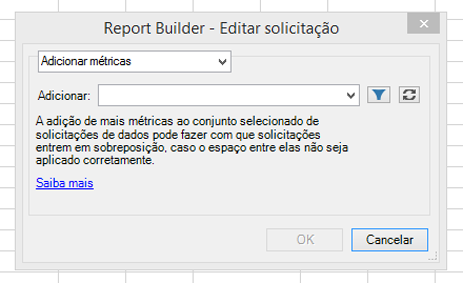 Report Builder - Editar solicitação
Adicionar métricas
Adicionar:
A adição de mais métricas ao conjunto selecionado de
solicitações de dados pode fazer com que solicitações
entrem em sobreposição, caso o espaço entre elas não seja
aplicado corretamente.
Saiba mais
OK
Cancelar